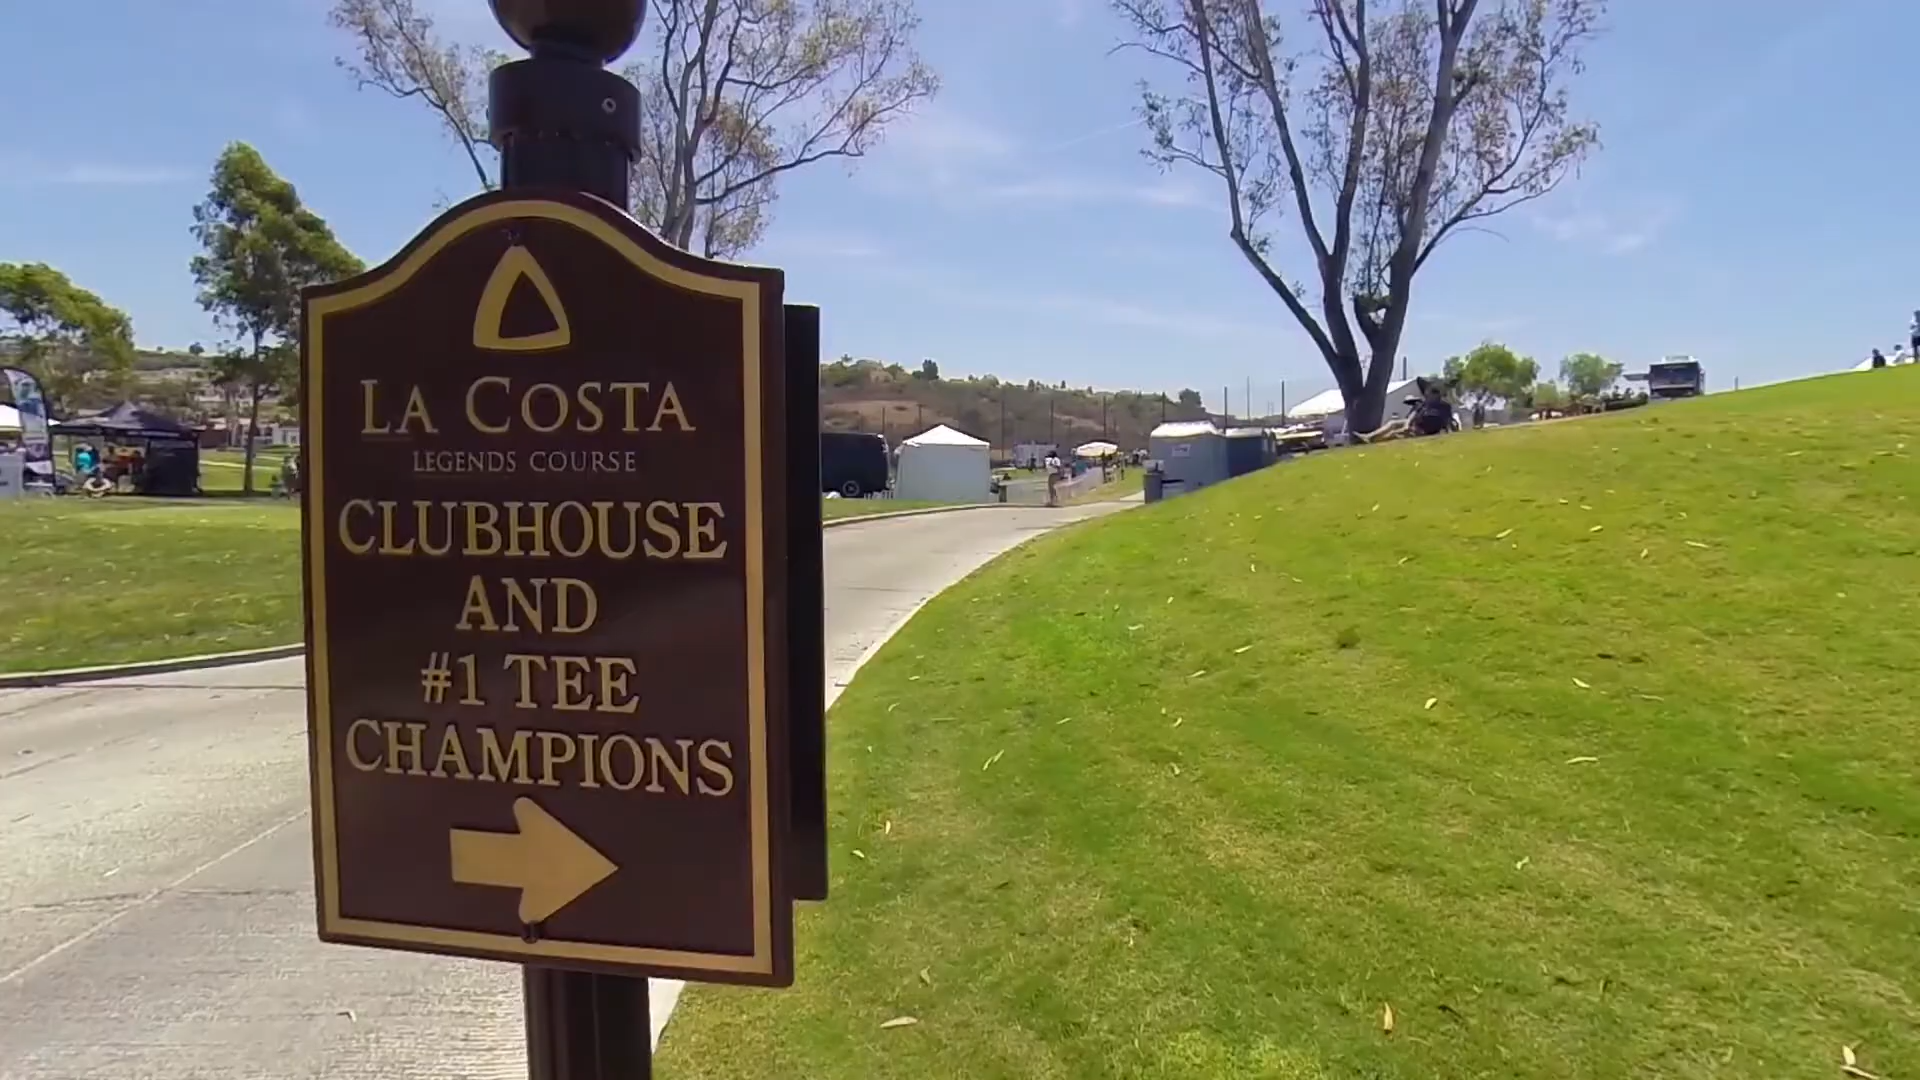 LA COSTA
LEGENDS COURSE
CLUBHOUSE
AND
#1 TEE
CHAMPIONS